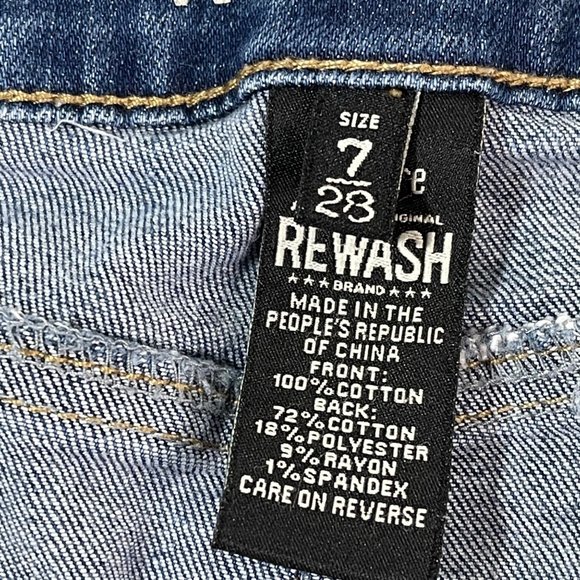 SIZE
7
28
IGINAL
REWASH
★★★BRAND★★★
MADE IN THE
PEOPLE'S REPUBLIC
OF CHINA
FRONT:
100%COTTON
BACK:
72%COTTON
18%POLYESTER
9%RAYON
1%SPANDEX
CARE ON REVERSE